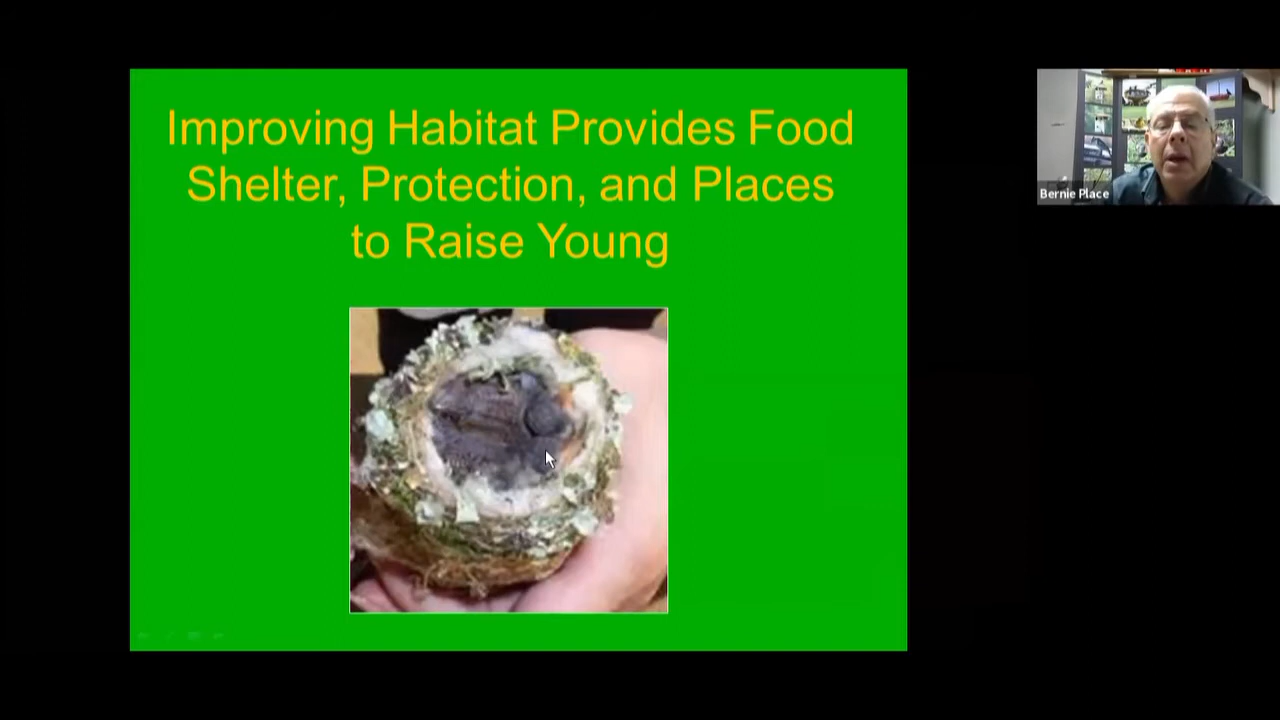 Improving Habitat Provides Food
Shelter, Protection, and Places
to Raise Young
Bernie Place